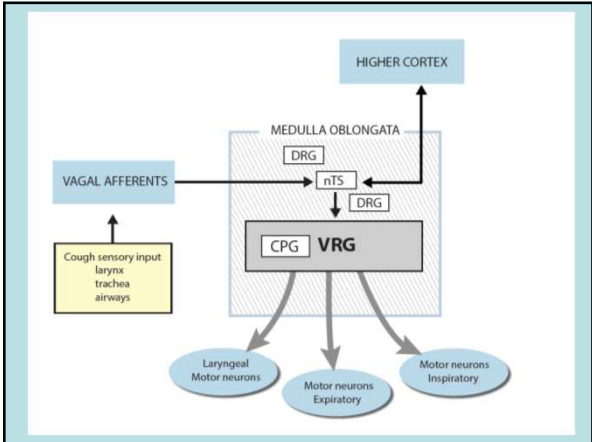 HIGHER CORTEX
MEDULLA OBLONGATA
DRG
VAGAL AFFERENTS
nTS
DRG
CPG VRG
Cough sensory input
larynx
trachea
airways
Laryngeal
Motor neurons
Motor neurons
Expiratory
Motor neurons
Inspiratory